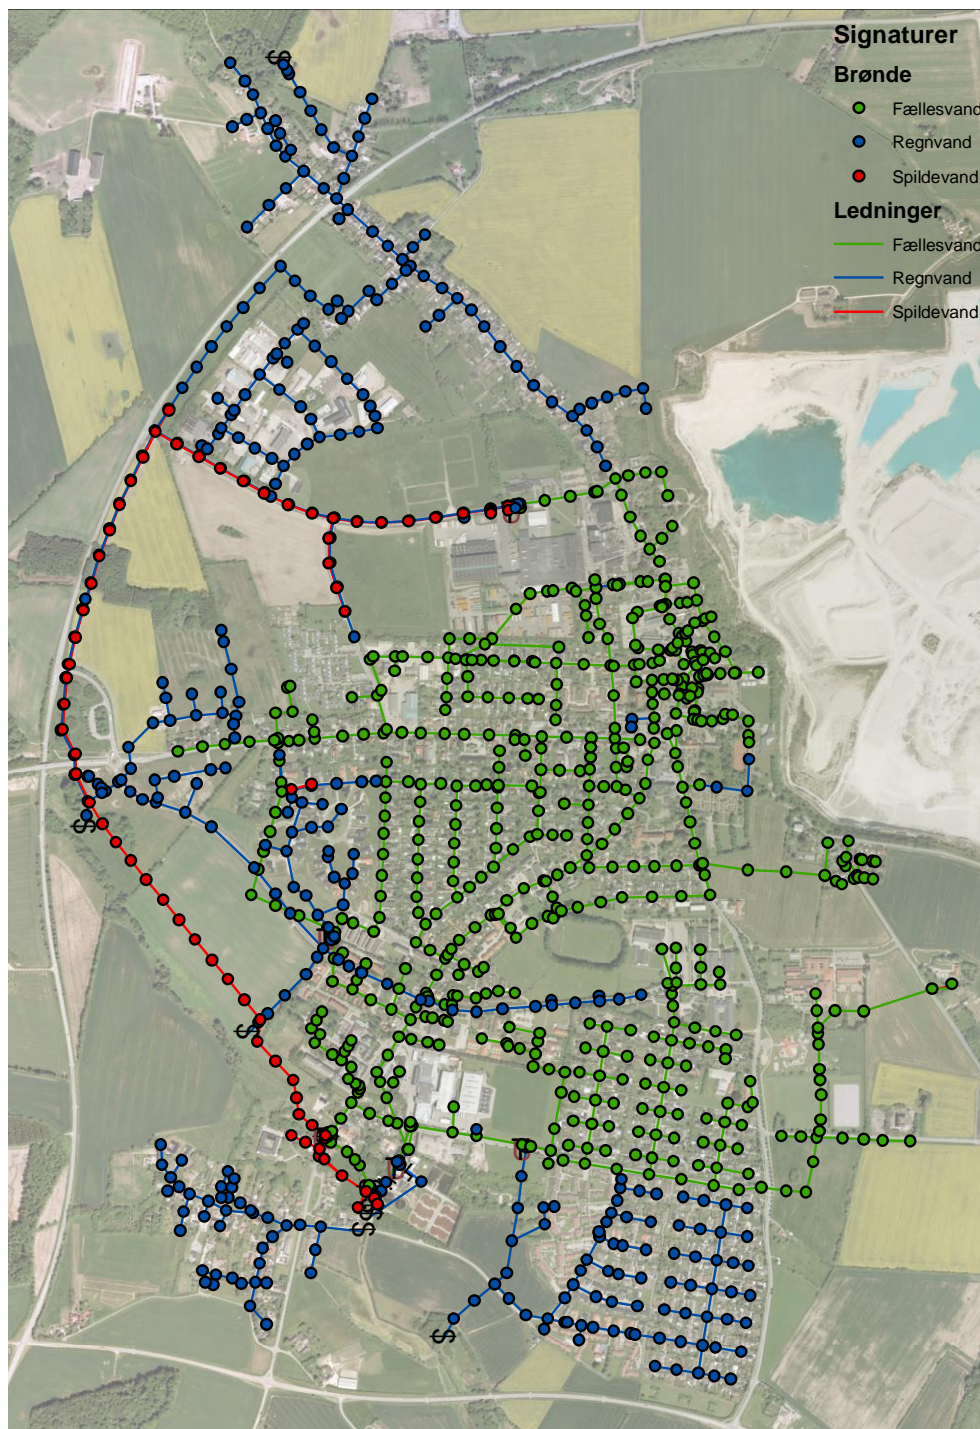 Signaturer
Brønde
Fællesvand
Regnvand
Spildevand
Ledninger
Fællesvand
Regnvand
Spildevand